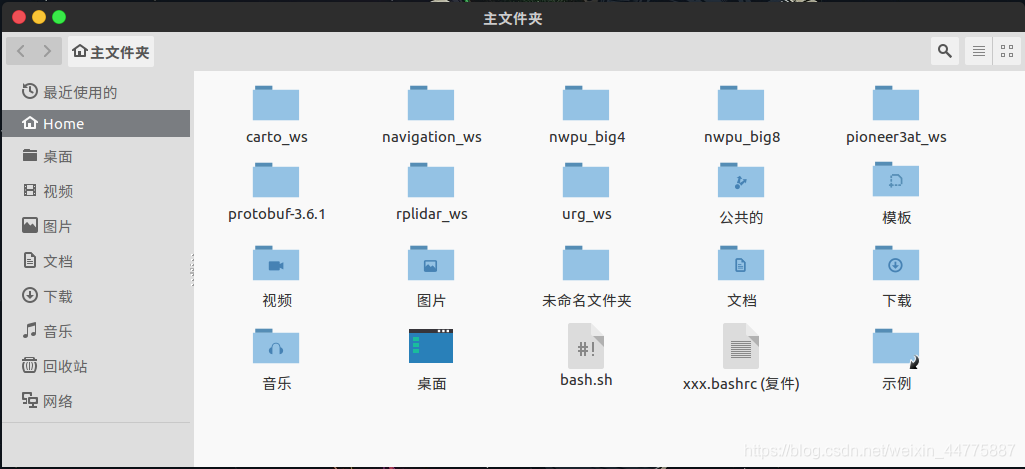 主文件夹
主文件夹
最近使用的
Home
桌面
视频
图片
文档
下载
音乐
回收站
网络
carto_ws
navigation_ws
nwpu_big4
nwpu_big8
pioneer3at_ws
protobuf-3.6.1
rplidar_ws
urg_ws
公共的
模板
视频
图片
未命名文件夹
文档
下载
音乐
桌面
#!
bash.sh
xxx.bashrc (复件)
示例
https://blog.csdn.net/weixin_44775887